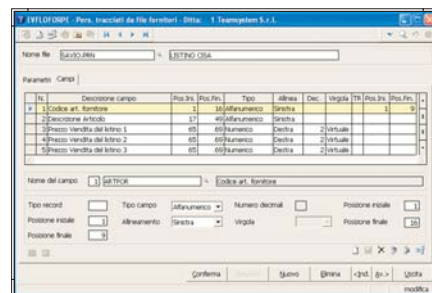 EVFLOFORPE - Pers. tracciati da file fornitori - Ditta: 1 Teamsystem S.r.l.
Nome file SAVIO.PRN LISTINO CISA
Parametri Campi
N. Descrizione campo Pos.Ini. Pos.Fin. Tipo Allinea Dec. Virgola TR Pos.Ini. Pos.Fin.
1 Codice art. fornitore 1 16 Alfanumerico Sinistra 1 9
2 Descrizione Articolo 17 49 Alfanumerico Sinistra
3 Prezzo Vendita del listino 1 65 69 Numerico Destra 2 Virtuale
4 Prezzo Vendita del listino 2 65 69 Numerico Destra 2 Virtuale
5 Prezzo Vendita del listino 3 65 69 Numerico Destra 2 Virtuale
Nome del campo 1 ARTFOR Codice art. fornitore
Tipo record Tipo campo Alfanumerico Numero decimali Posizione iniziale 1
Posizione iniziale 1 Allineamento Sinistra Virgola Posizione finale 16
Posizione finale 9
Conferma Nuovo Elimina <Ind. Av.> Uscita
modifica